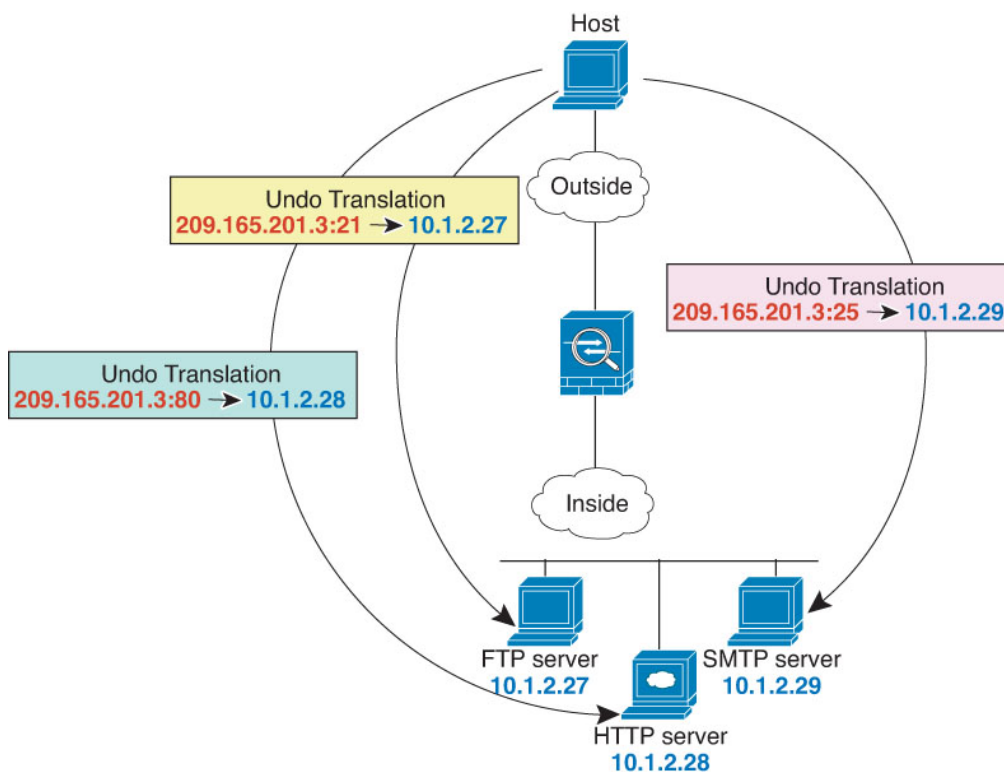 Host
Outside
Undo Translation
209.165.201.3:21 → 10.1.2.27
Undo Translation
209.165.201.3:25 → 10.1.2.29
Undo Translation
209.165.201.3:80 → 10.1.2.28
Inside
FTP server
10.1.2.27
SMTP server
10.1.2.29
HTTP server
10.1.2.28